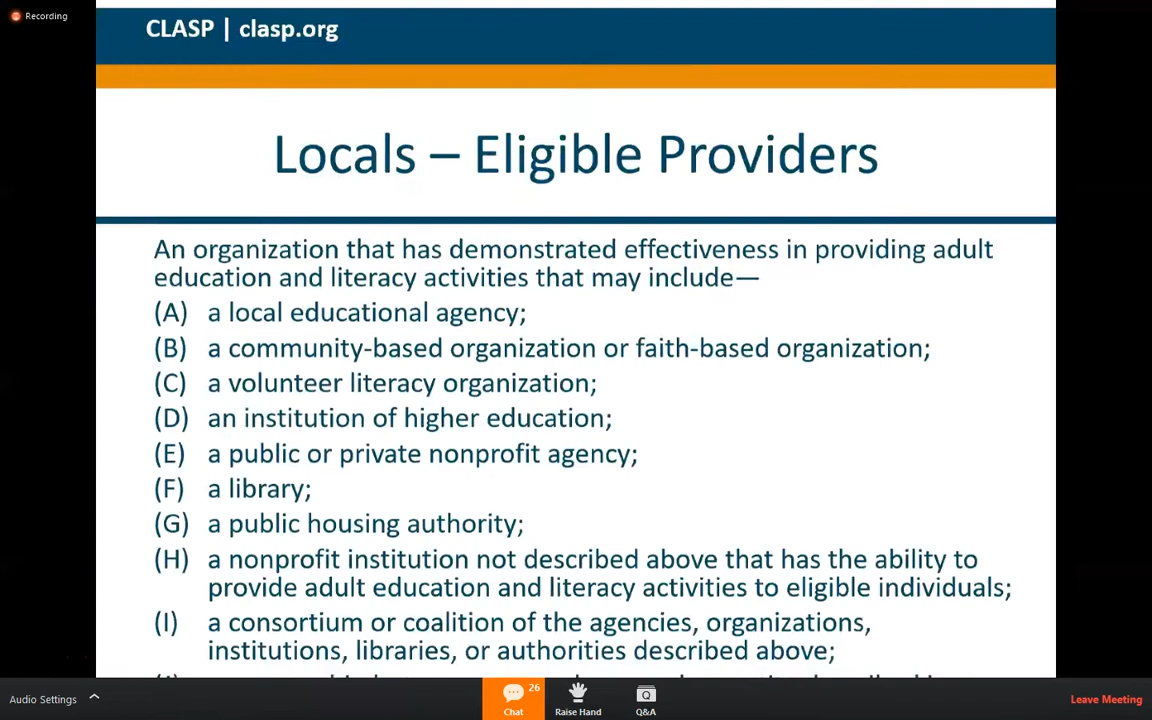 Recording
CLASP | clasp.org
Locals – Eligible Providers
An organization that has demonstrated effectiveness in providing adult
education and literacy activities that may include—
(A) a local educational agency;
(B) a community-based organization or faith-based organization;
(C) a volunteer literacy organization;
(D) an institution of higher education;
(E) a public or private nonprofit agency;
(F) a library;
(G) a public housing authority;
(H) a nonprofit institution not described above that has the ability to
provide adult education and literacy activities to eligible individuals;
(I) a consortium or coalition of the agencies, organizations,
institutions, libraries, or authorities described above;
Audio Settings
26
Chat
Raise Hand
Q
Q&A
Leave Meeting